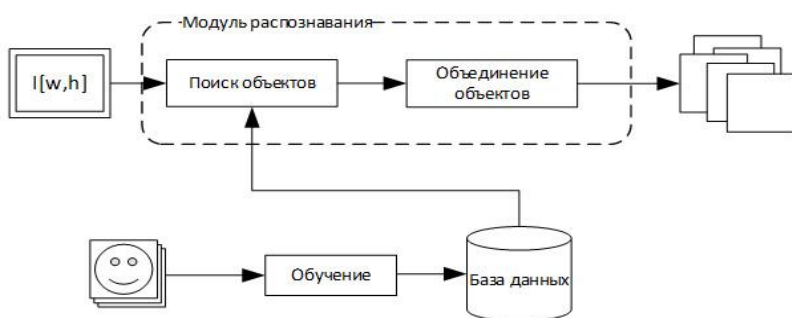 Модуль распознавания
I[w,h]
Поиск объектов
Объединение
объектов
Обучение
База данных